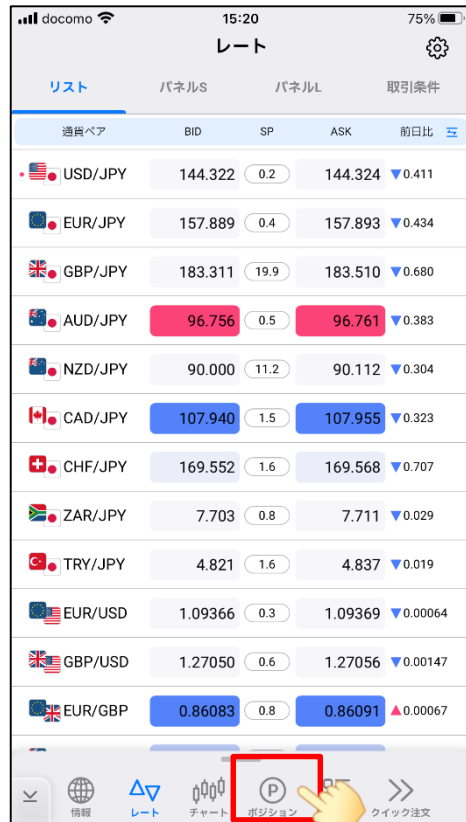 docomo 15:20 75%
レート
リスト パネルS パネルL 取引条件
通貨ペア BID SP ASK 前日比
USD/JPY 144.322 0.2 144.324 ▼0.411
EUR/JPY 157.889 0.4 157.893 ▼0.434
GBP/JPY 183.311 19.9 183.510 ▼0.680
AUD/JPY 96.756 0.5 96.761 ▼0.383
NZD/JPY 90.000 11.2 90.112 ▼0.304
CAD/JPY 107.940 1.5 107.955 ▼0.323
CHF/JPY 169.552 1.6 169.568 ▼0.707
ZAR/JPY 7.703 0.8 7.711 ▼0.029
TRY/JPY 4.821 1.6 4.837 ▼0.019
EUR/USD 1.09366 0.3 1.09369 ▼0.00064
GBP/USD 1.27050 0.6 1.27056 ▼0.00147
EUR/GBP 0.86083 0.8 0.86091 ▲0.00067
P
情報 レート チャート ポジション クイック注文